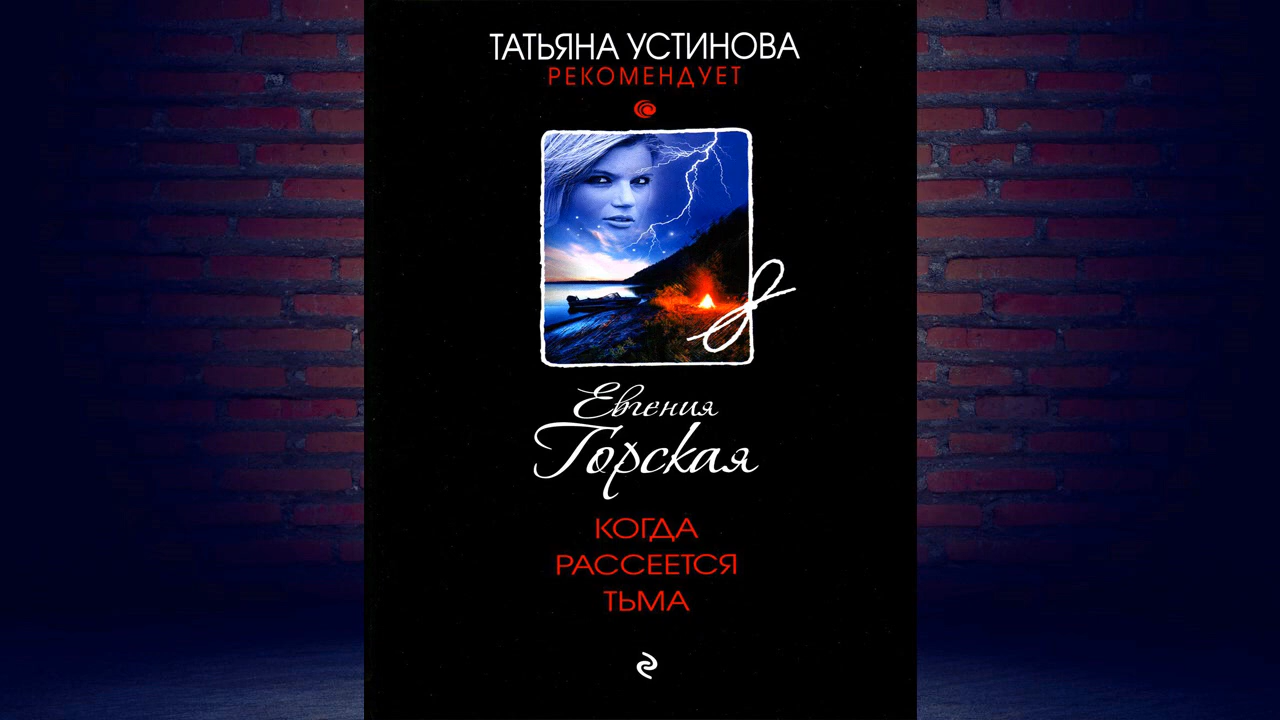 ТАТЬЯНА УСТИНОВА
РЕКОМЕНДУЕТ
Евгения
Горская
КОГДА
РАССЕЕТСЯ
ТЬМА